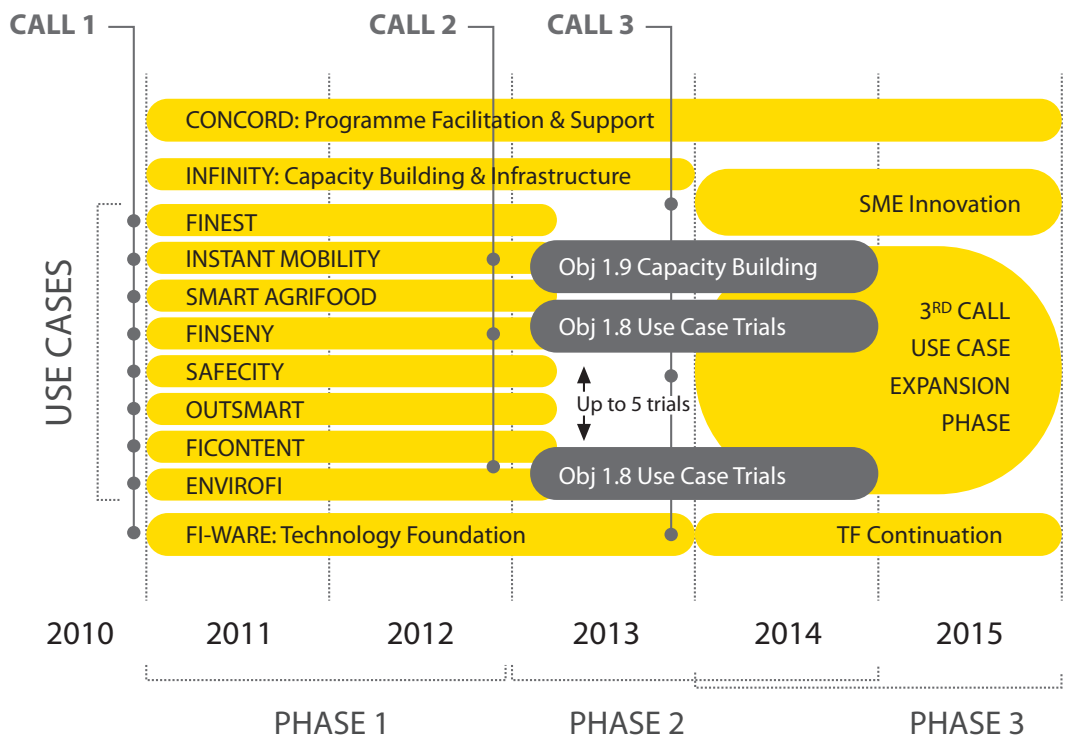 CALL 1
CALL 2
CALL 3
CONCORD: Programme Facilitation & Support
INFINITY: Capacity Building & Infrastructure
SME Innovation
USE CASES
FINEST
INSTANT MOBILITY
SMART AGRIFOOD
FINSENY
SAFECITY
OUTSMART
FICONTENT
ENVIROFI
Obj 1.9 Capacity Building
Obj 1.8 Use Case Trials
Up to 5 trials
Obj 1.8 Use Case Trials
3RD CALL
USE CASE
EXPANSION
PHASE
FI-WARE: Technology Foundation
TF Continuation
2010
2011
2012
2013
2014
2015
PHASE 1
PHASE 2
PHASE 3